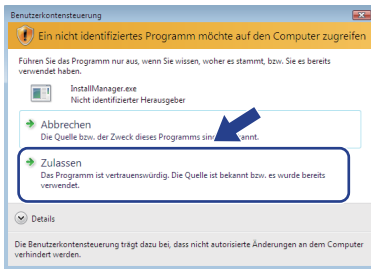 Benutzerkontensteuerung
Ein nicht identifiziertes Programm möchte auf den Computer zugreifen
Führen Sie das Programm nur aus, wenn Sie wissen, woher es stammt, bzw. Sie es bereits
verwendet haben.
InstallManager.exe
Nicht identifizierter Herausgeber
Abbrechen
Die Quelle bzw. der Zweck dieses Programms
Zulassen
Das Programm ist vertrauenswürdig. Die Quelle ist bekannt bzw. es wurde bereits
verwendet.
Details
Die Benutzerkontensteuerung trägt dazu bei, dass nicht autorisierte Änderungen an dem Computer
verhindert werden.